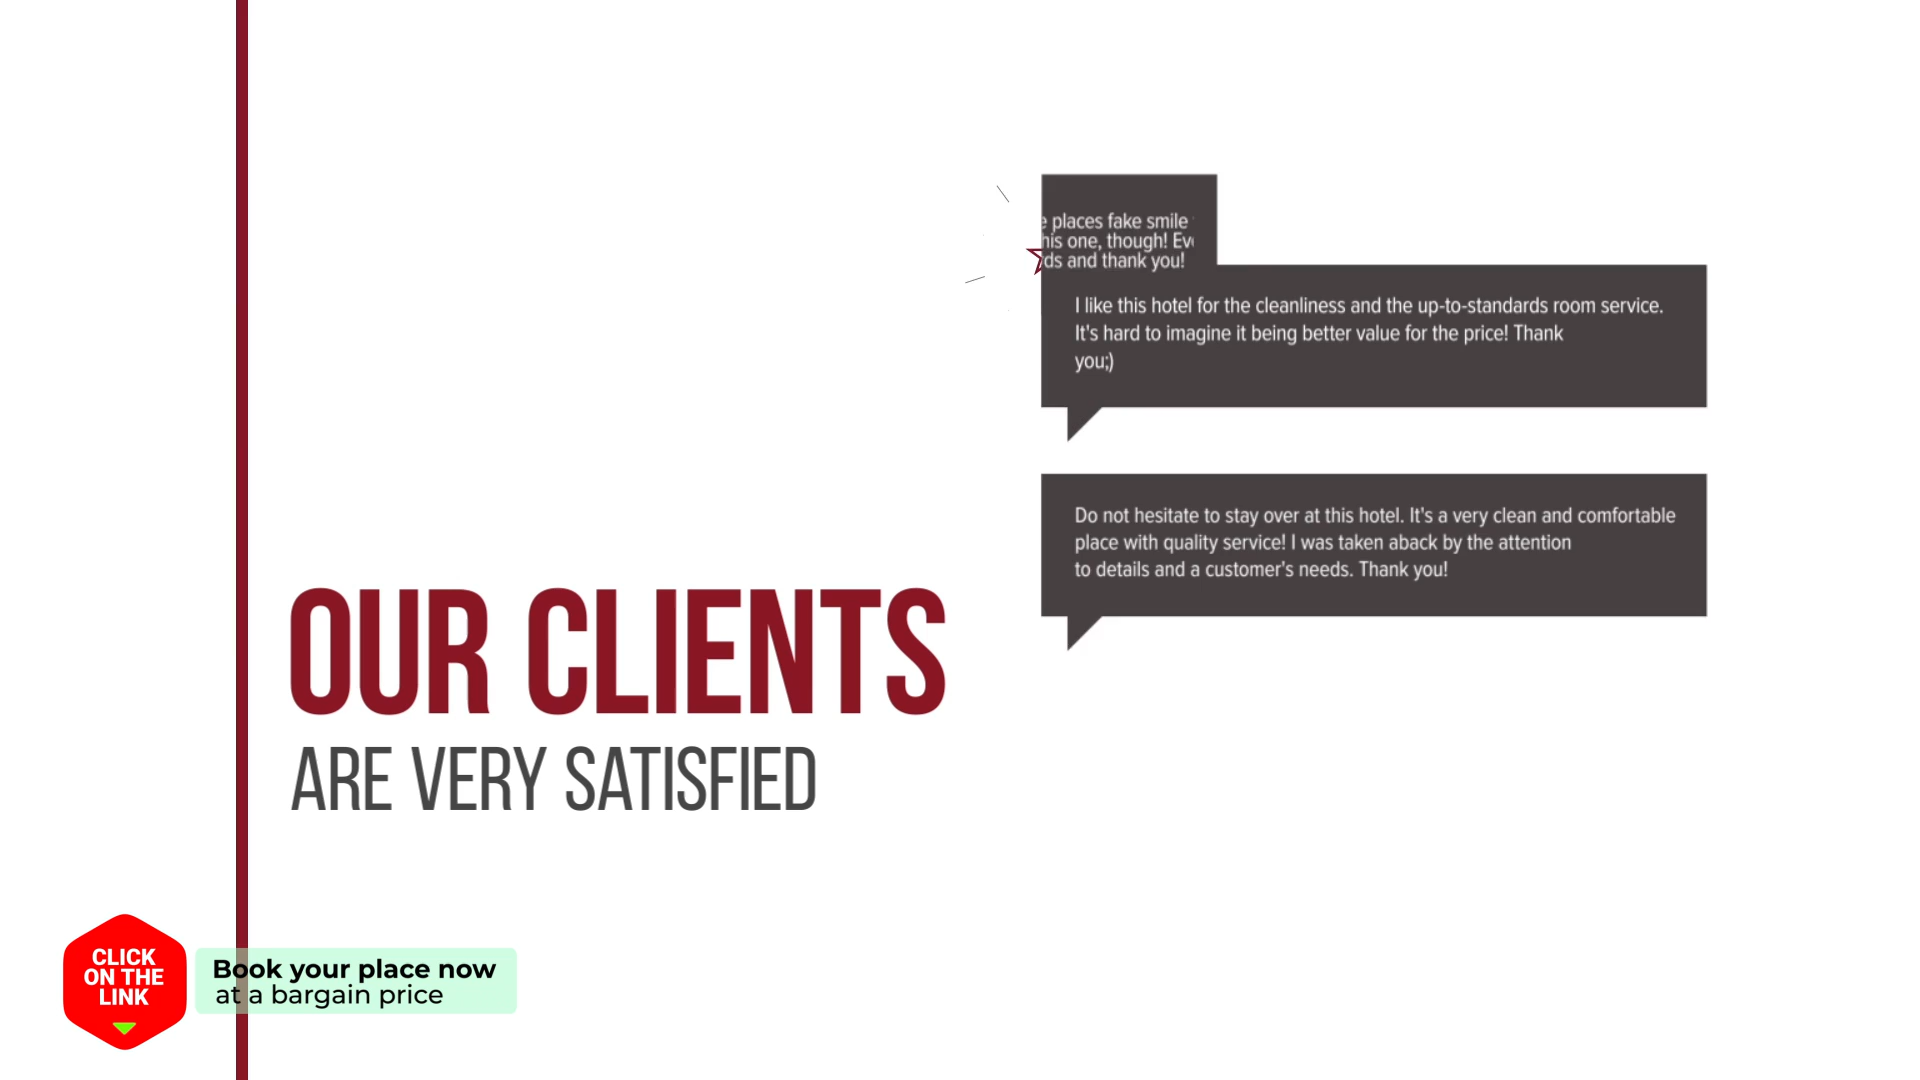 places fake smile
his one, though! 
ds and thank you!
I like this hotel for the cleanliness and the up-to-standards room service.
It's hard to imagine it being better value for the price! Thank
you;)
Do not hesitate to stay over at this hotel. It's a very clean and comfortable
place with quality service! I was taken aback by the attention
to details and a customer's needs. Thank you!
OUR CLIENTS
ARE VERY SATISFIED
CLICK
ON THE
LINK
Book your place now
at a bargain price